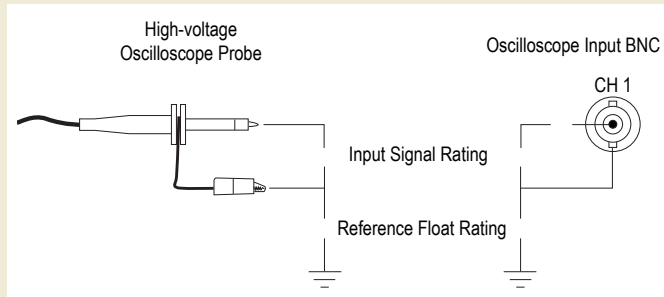 High-voltage
Oscilloscope Probe
Oscilloscope Input BNC
CH 1
Input Signal Rating
Reference Float Rating